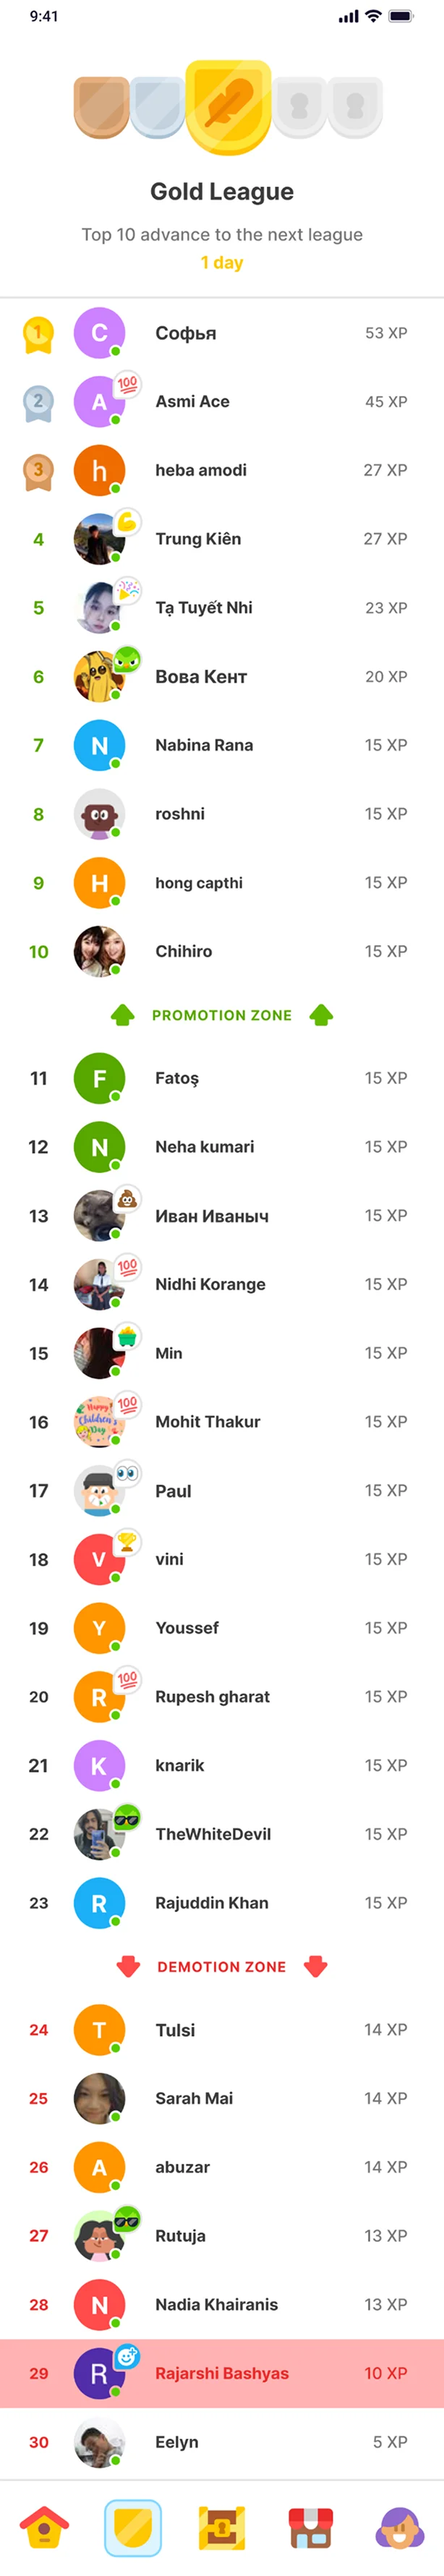 9:41
Gold League
Top 10 advance to the next league
1 day
1 C Софья 53 XP
2 A 100 Asmi Ace 45 XP
3 h heba amodi 27 XP
4 Trung Kiên 27 XP
5 Tạ Tuyết Nhi 23 XP
6 Вова Кент 20 XP
7 N Nabina Rana 15 XP
8 roshni 15 XP
9 H hong capthi 15 XP
10 Chihiro 15 XP
PROMOTION ZONE
11 F Fatoş 15 XP
12 N Neha kumari 15 XP
13 Иван Иваныч 15 XP
14 100 Nidhi Korange 15 XP
15 Min 15 XP
16 Happy Children's Day 100 Mohit Thakur 15 XP
17 Paul 15 XP
18 V vini 15 XP
19 Y Youssef 15 XP
20 R 100 Rupesh gharat 15 XP
21 K knarik 15 XP
22 TheWhiteDevil 15 XP
23 R Rajuddin Khan 15 XP
DEMOTION ZONE
24 T Tulsi 14 XP
25 Sarah Mai 14 XP
26 A abuzar 14 XP
27 Rutuja 13 XP
28 N Nadia Khairanis 13 XP
29 R Rajarshi Bashyas 10 XP
30 Eelyn 5 XP